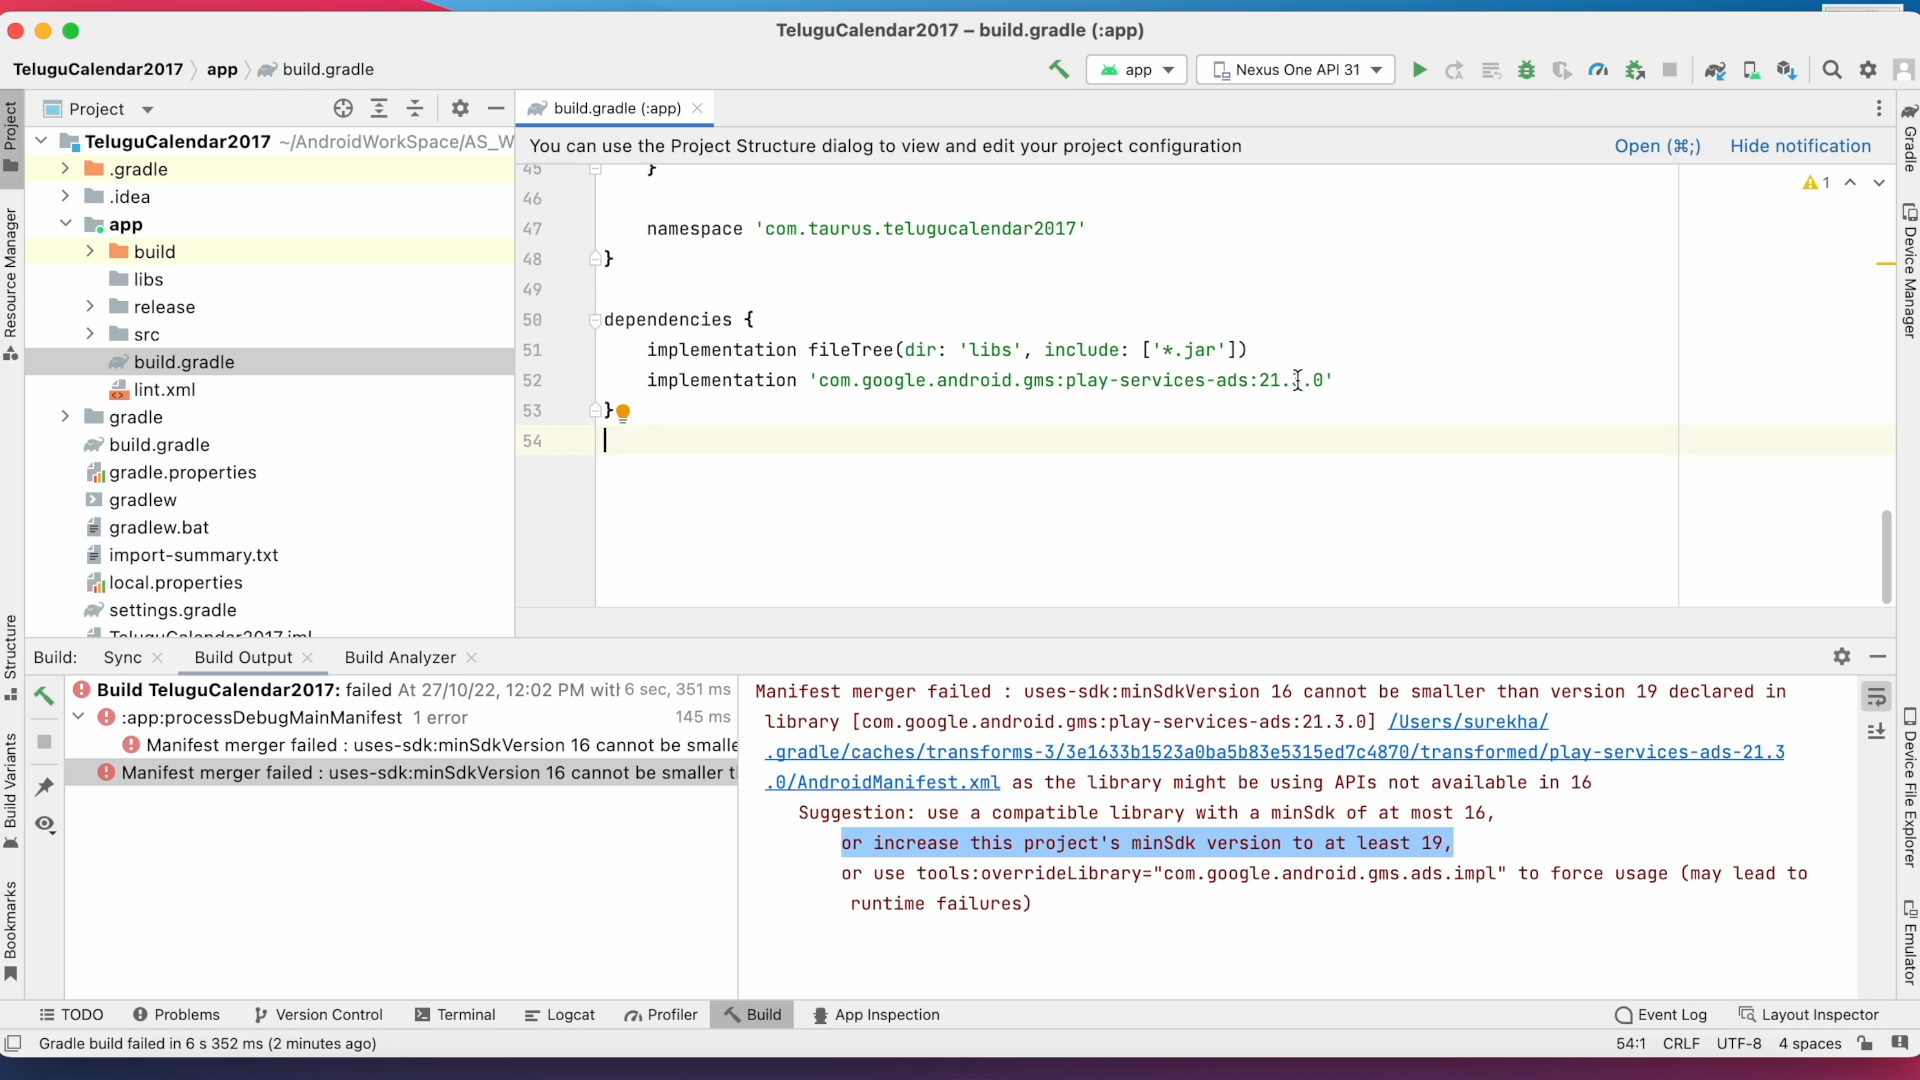 TeluguCalendar2017 – build.gradle (:app)
TeluguCalendar2017 app build.gradle
app
Nexus One API 31
Project
Resource Manager
Structure
Build Variants
Bookmarks
Project
TeluguCalendar2017 ~/AndroidWorkSpace/AS_W
.gradle
.idea
app
build
libs
release
src
build.gradle
lint.xml
gradle
build.gradle
gradle.properties
gradlew
gradlew.bat
import-summary.txt
local.properties
settings.gradle
TeluguCalendar2017.iml
build.gradle (:app)
You can use the Project Structure dialog to view and edit your project configuration
Open (⌘;) Hide notification
1
45 }
46
47 namespace 'com.taurus.telugucalendar2017'
48 }
49
50 dependencies {
51 implementation fileTree(dir: 'libs', include: ['*.jar'])
52 implementation 'com.google.android.gms:play-services-ads:21.3.0'
53 }
54
Gradle
Device Manager
Device File Explorer
Emulator
Build: Sync Build Output Build Analyzer
Build TeluguCalendar2017: failed At 27/10/22, 12:02 PM with 6 sec, 351 ms
:app:processDebugMainManifest 1 error 145 ms
Manifest merger failed : uses-sdk:minSdkVersion 16 cannot be smalle
Manifest merger failed : uses-sdk:minSdkVersion 16 cannot be smaller t
Manifest merger failed : uses-sdk:minSdkVersion 16 cannot be smaller than version 19 declared in
library [com.google.android.gms:play-services-ads:21.3.0] /Users/surekha/
.gradle/caches/transforms-3/3e1633b1523a0ba5b83e5315ed7c4870/transformed/play-services-ads-21.3
.0/AndroidManifest.xml as the library might be using APIs not available in 16
Suggestion: use a compatible library with a minSdk of at most 16,
or increase this project's minSdk version to at least 19,
or use tools:overrideLibrary="com.google.android.gms.ads.impl" to force usage (may lead to
runtime failures)
TODO Problems Version Control Terminal Logcat Profiler Build App Inspection Event Log Layout Inspector
Gradle build failed in 6 s 352 ms (2 minutes ago) 54:1 CRLF UTF-8 4 spaces